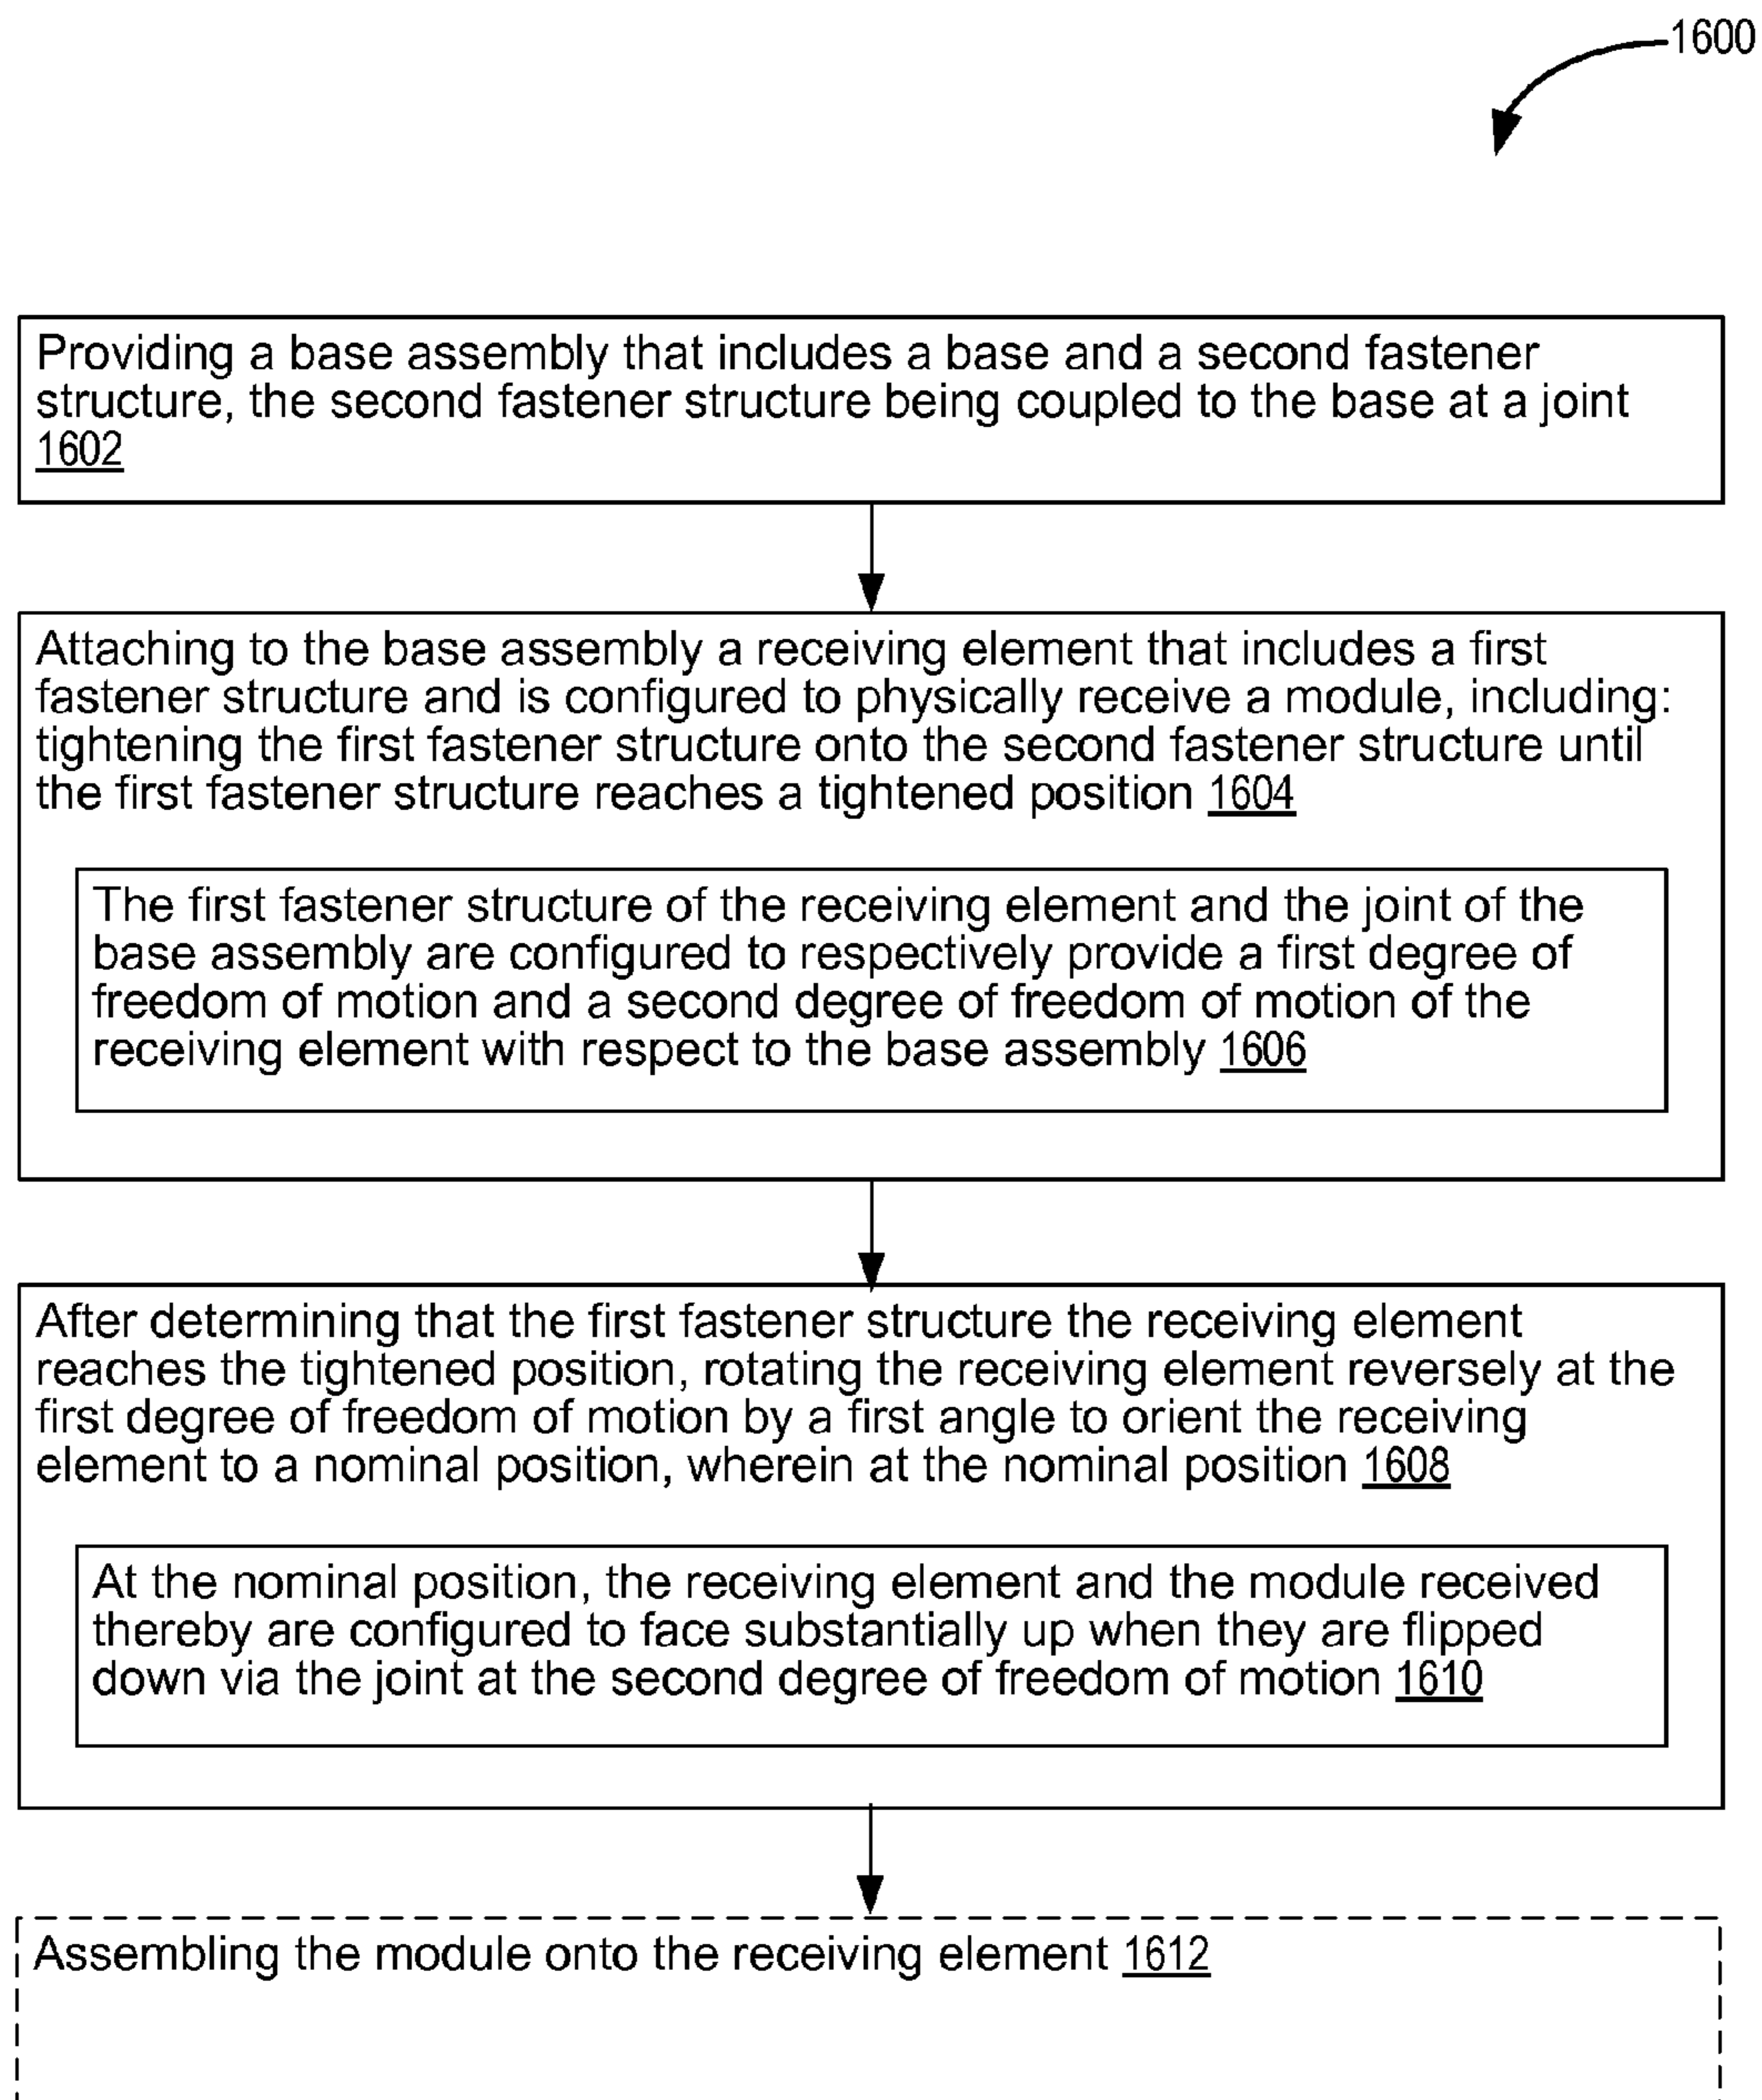 1600
Providing a base assembly that includes a base and a second fastener
structure, the second fastener structure being coupled to the base at a joint
1602
Attaching to the base assembly a receiving element that includes a first
fastener structure and is configured to physically receive a module, including:
tightening the first fastener structure onto the second fastener structure until
the first fastener structure reaches a tightened position 1604
The first fastener structure of the receiving element and the joint of the
base assembly are configured to respectively provide a first degree of
freedom of motion and a second degree of freedom of motion of the
receiving element with respect to the base assembly 1606
After determining that the first fastener structure the receiving element
reaches the tightened position, rotating the receiving element reversely at the
first degree of freedom of motion by a first angle to orient the receiving
element to a nominal position, wherein at the nominal position 1608
At the nominal position, the receiving element and the module received
thereby are configured to face substantially up when they are flipped
down via the joint at the second degree of freedom of motion 1610
Assembling the module onto the receiving element 1612